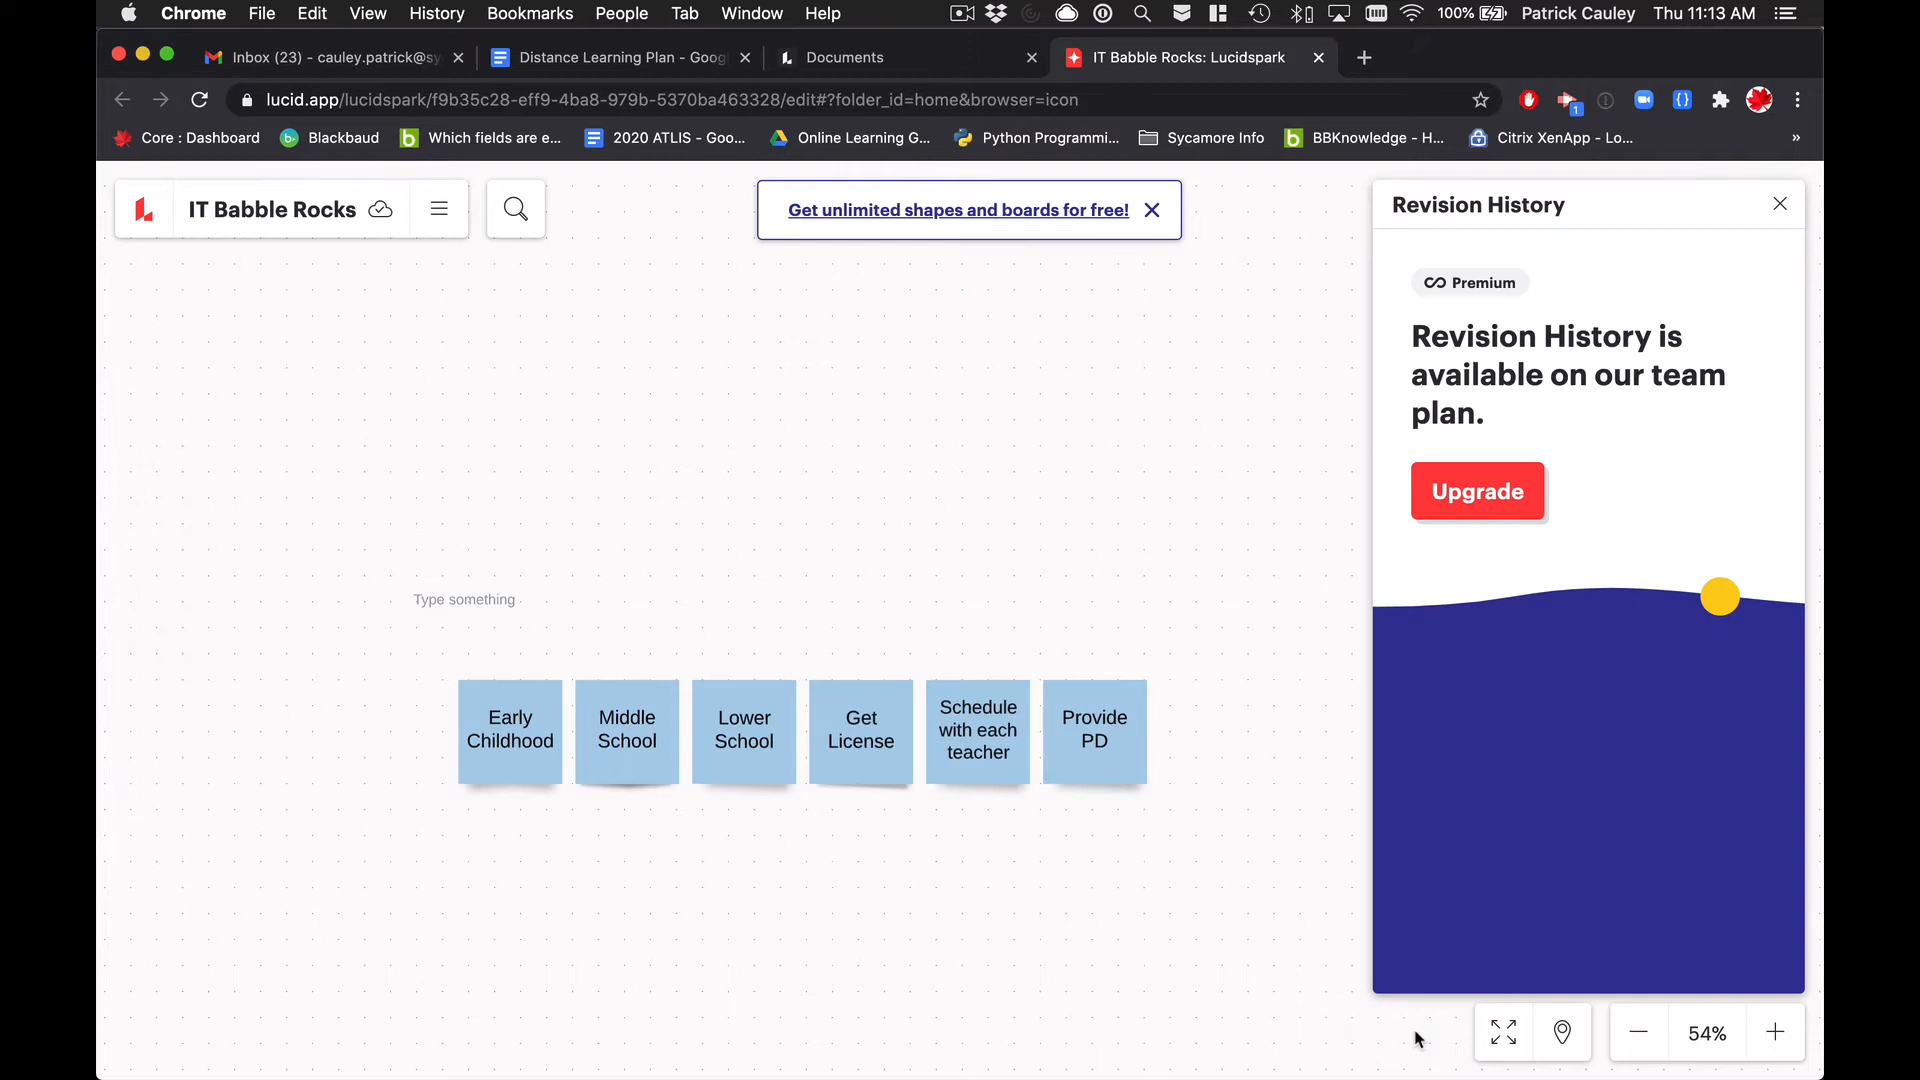 Chrome File Edit View History Bookmarks People Tab Window Help 100% Patrick Cauley Thu 11:13 AM
Inbox (23) - cauley.patrick@sy
Distance Learning Plan - Goog
Documents
IT Babble Rocks: Lucidspark
lucid.app/lucidspark/f9b35c28-eff9-4ba8-979b-5370ba463328/edit#?folder_id=home&browser=icon
1
Core : Dashboard
Blackbaud
Which fields are e...
2020 ATLIS - Goo...
Online Learning G...
Python Programmi...
Sycamore Info
BBKnowledge - H...
Citrix XenApp - Lo...
»
IT Babble Rocks
Get unlimited shapes and boards for free!
Revision History
Premium
Revision History is
available on our team
plan.
Upgrade
Type something
Early
Childhood
Middle
School
Lower
School
Get
License
Schedule
with each
teacher
Provide
PD
54%